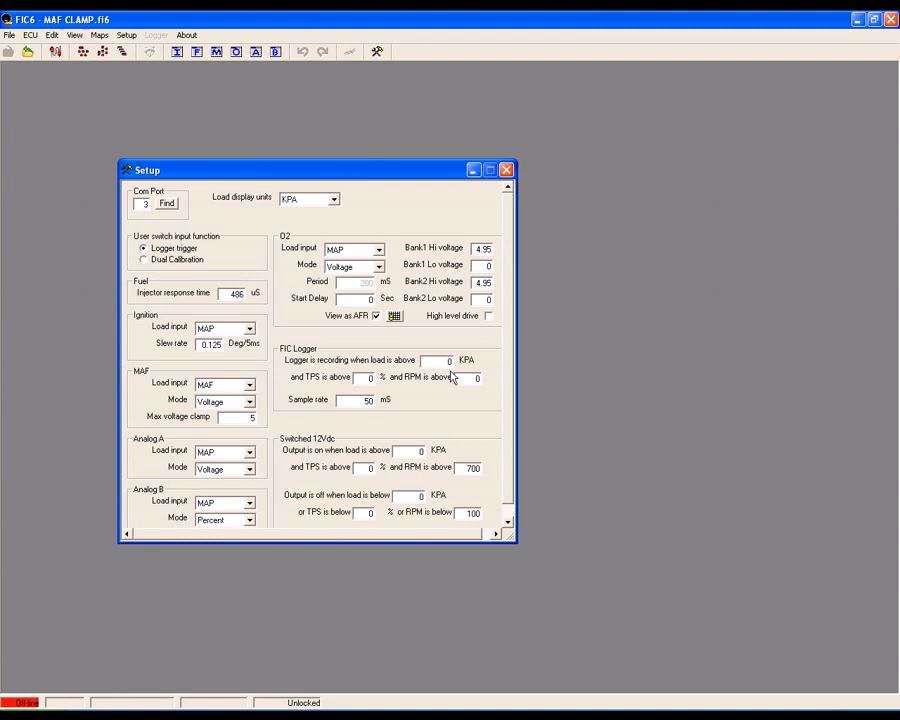 FIC6 - MAF CLAMP.fi6
File ECU Edit View Maps Setup Logger About
I F M O A B
Setup
Com Port
3 Find
Load display units KPA
User switch input function
Logger trigger
Dual Calibration
Fuel
Injector response time 486 uS
Ignition
Load input MAP
Slew rate 0.125 Deg/5ms
MAF
Load input MAF
Mode Voltage
Max voltage clamp 5
Analog A
Load input MAP
Mode Voltage
Analog B
Load input MAP
Mode Percent
O2
Load input MAP Bank1 Hi voltage 4.95
Mode Voltage Bank1 Lo voltage 0
Period 200 mS Bank2 Hi voltage 4.95
Start Delay 0 Sec Bank2 Lo voltage 0
View as AFR High level drive
FIC Logger
Logger is recording when load is above 0 KPA
and TPS is above 0 % and RPM is above 0
Sample rate 50 mS
Switched 12Vdc
Output is on when load is above 0 KPA
and TPS is above 0 % and RPM is above 700
Output is off when load is below 0 KPA
or TPS is below 0 % or RPM is below 100
Off-line Unlocked